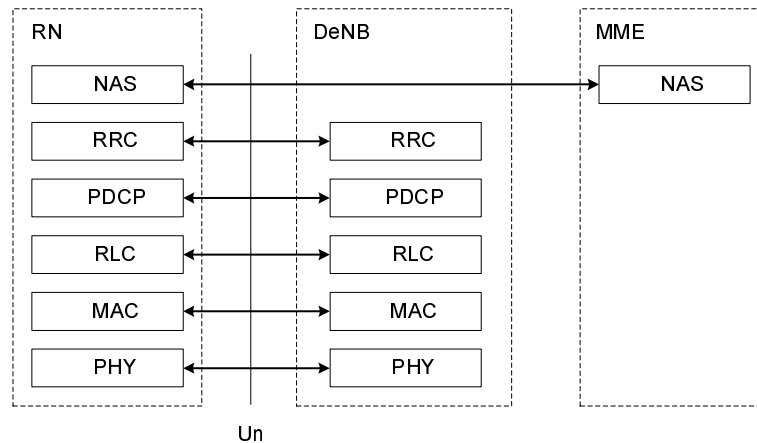 RN DeNB MME
NAS NAS
RRC RRC
PDCP PDCP
RLC RLC
MAC MAC
PHY PHY
Un